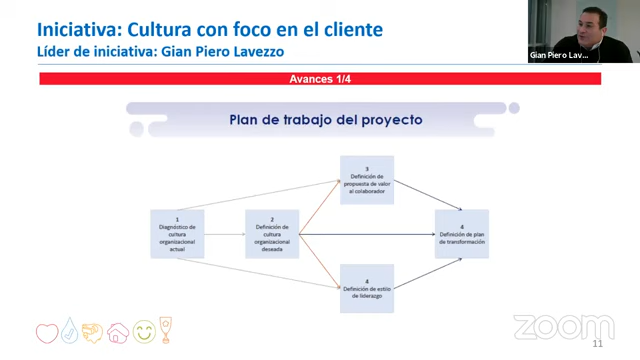 Iniciativa: Cultura con foco en el cliente
Líder de iniciativa: Gian Piero Lavezzo
Gian Piero Lav...
Avances 1/4
Plan de trabajo del proyecto
3
Definición de
propuesta de valor
al colaborador
1
Diagnóstico de
cultura
organizacional
actual
2
Definición de
cultura
organizacional
deseada
4
Definición de plan
de transformación
4
Definición de estilo
de liderazgo
zoom
11